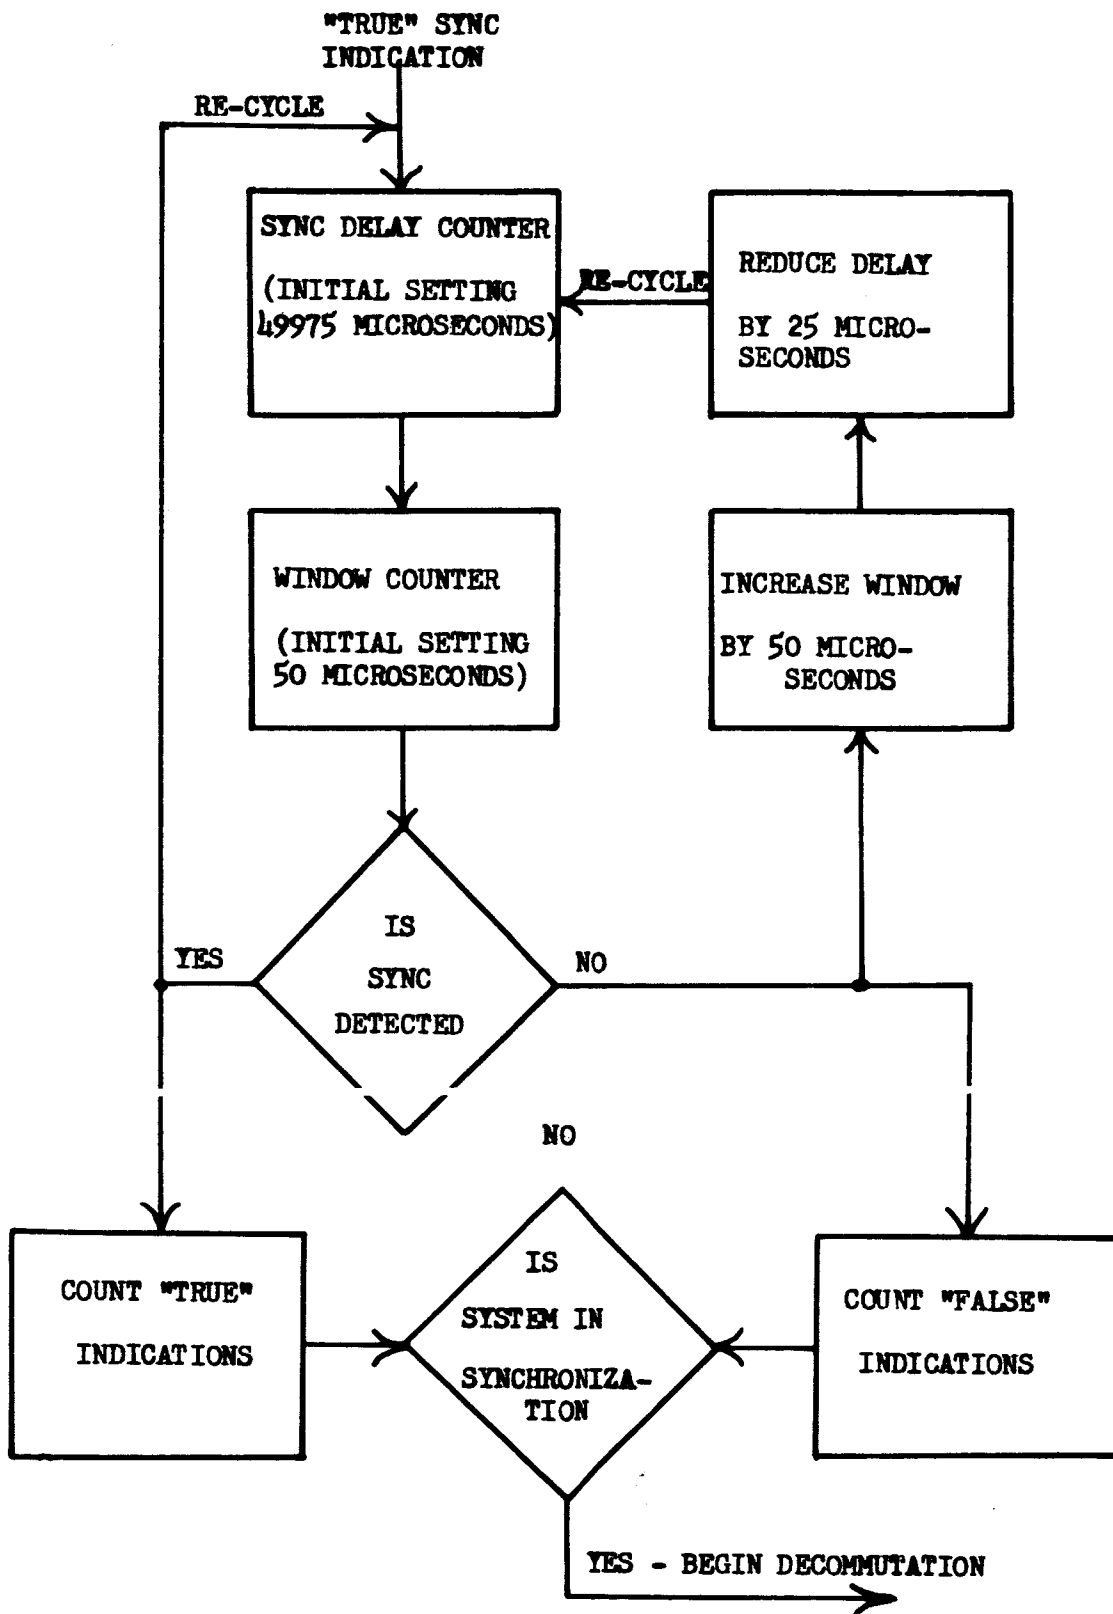 "TRUE" SYNC
INDICATION
RE-CYCLE
SYNC DELAY COUNTER
(INITIAL SETTING
49975 MICROSECONDS)
RE-CYCLE
REDUCE DELAY
BY 25 MICRO-
SECONDS
WINDOW COUNTER
(INITIAL SETTING
50 MICROSECONDS)
INCREASE WINDOW
BY 50 MICRO-
SECONDS
IS
SYNC
DETECTED
YES
NO
NO
COUNT "TRUE"
INDICATIONS
IS
SYSTEM IN
SYNCHRONIZA-
TION
COUNT "FALSE"
INDICATIONS
YES - BEGIN DECOMMUTATION